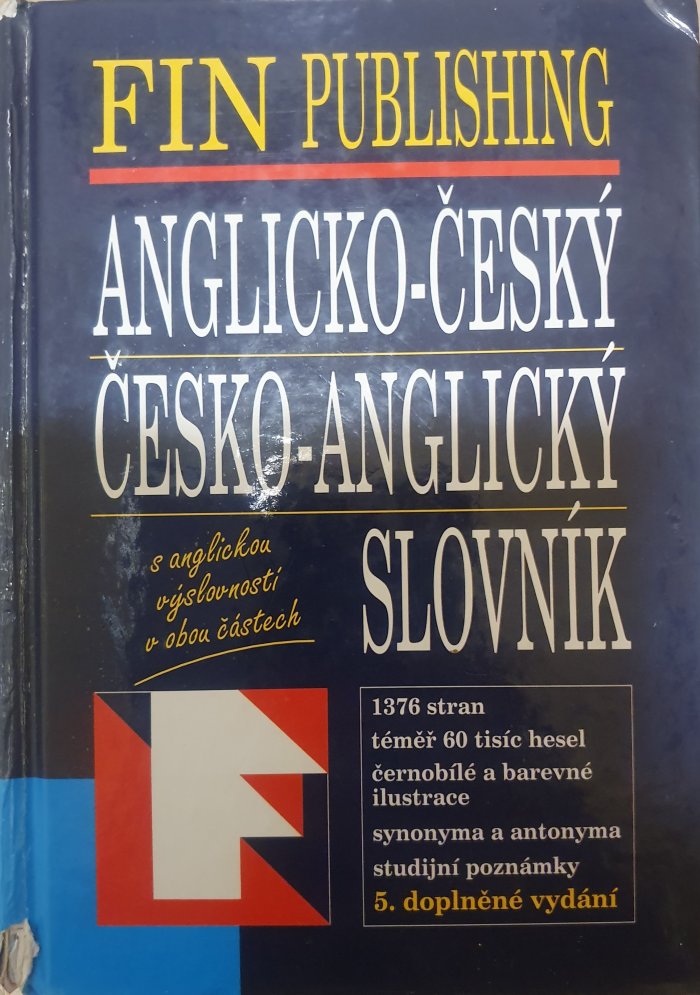 FIN PUBLISHING
ANGLICKO-ČESKÝ
ČESKO-ANGLICKÝ
SLOVNÍK
s anglickou
výslovností
v obou částech
1376 stran
téměř 60 tisíc hesel
černobílé a barevné
ilustrace
synonyma a antonyma
studijní poznámky
5. doplněné vydání